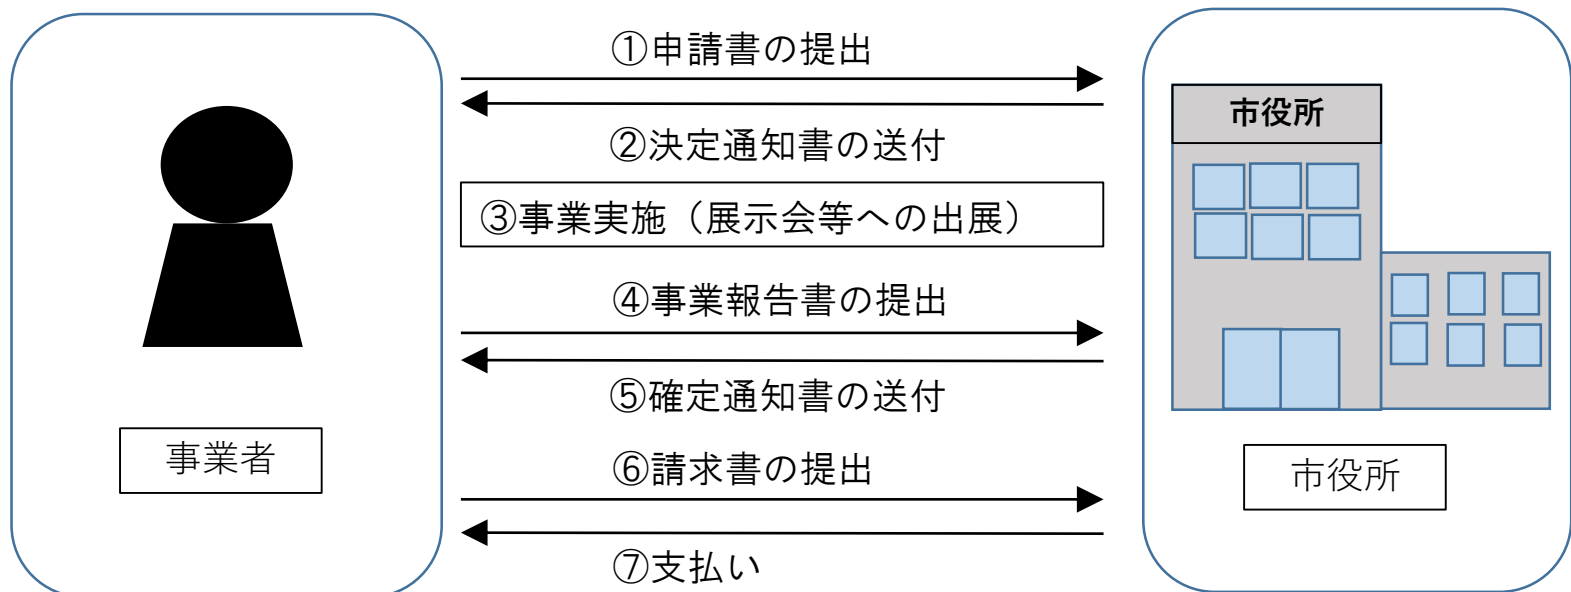 ①申請書の提出
市役所
②決定通知書の送付
③事業実施（展示会等への出展）
④事業報告書の提出
⑤確定通知書の送付
事業者
⑥請求書の提出
市役所
⑦支払い